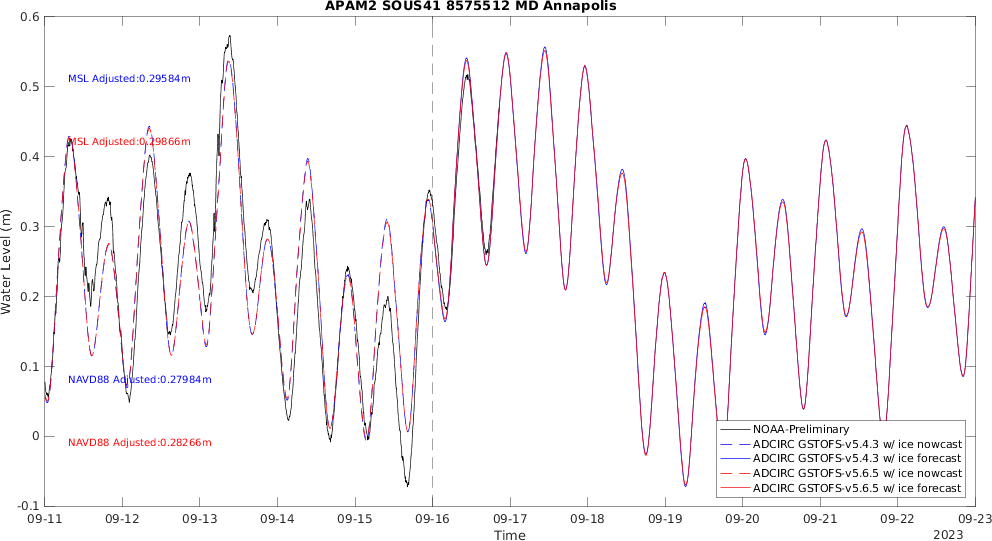 APAM2 SOUS41 8575512 MD Annapolis
0.6
0.5
0.4
0.3
0.2
0.1
0
-0.1
Water Level (m)
MSL Adjusted:0.29584m
MSL Adjusted:0.29866m
NAVD88 Adjusted:0.27984m
NAVD88 Adjusted:0.28266m
NOAA-Preliminary
ADCIRC GSTOFS-v5.4.3 w/ ice nowcast
ADCIRC GSTOFS-v5.4.3 w/ ice forecast
ADCIRC GSTOFS-v5.6.5 w/ ice nowcast
ADCIRC GSTOFS-v5.6.5 w/ ice forecast
09-11 09-12 09-13 09-14 09-15 09-16 09-17 09-18 09-19 09-20 09-21 09-22 09-23
Time
2023